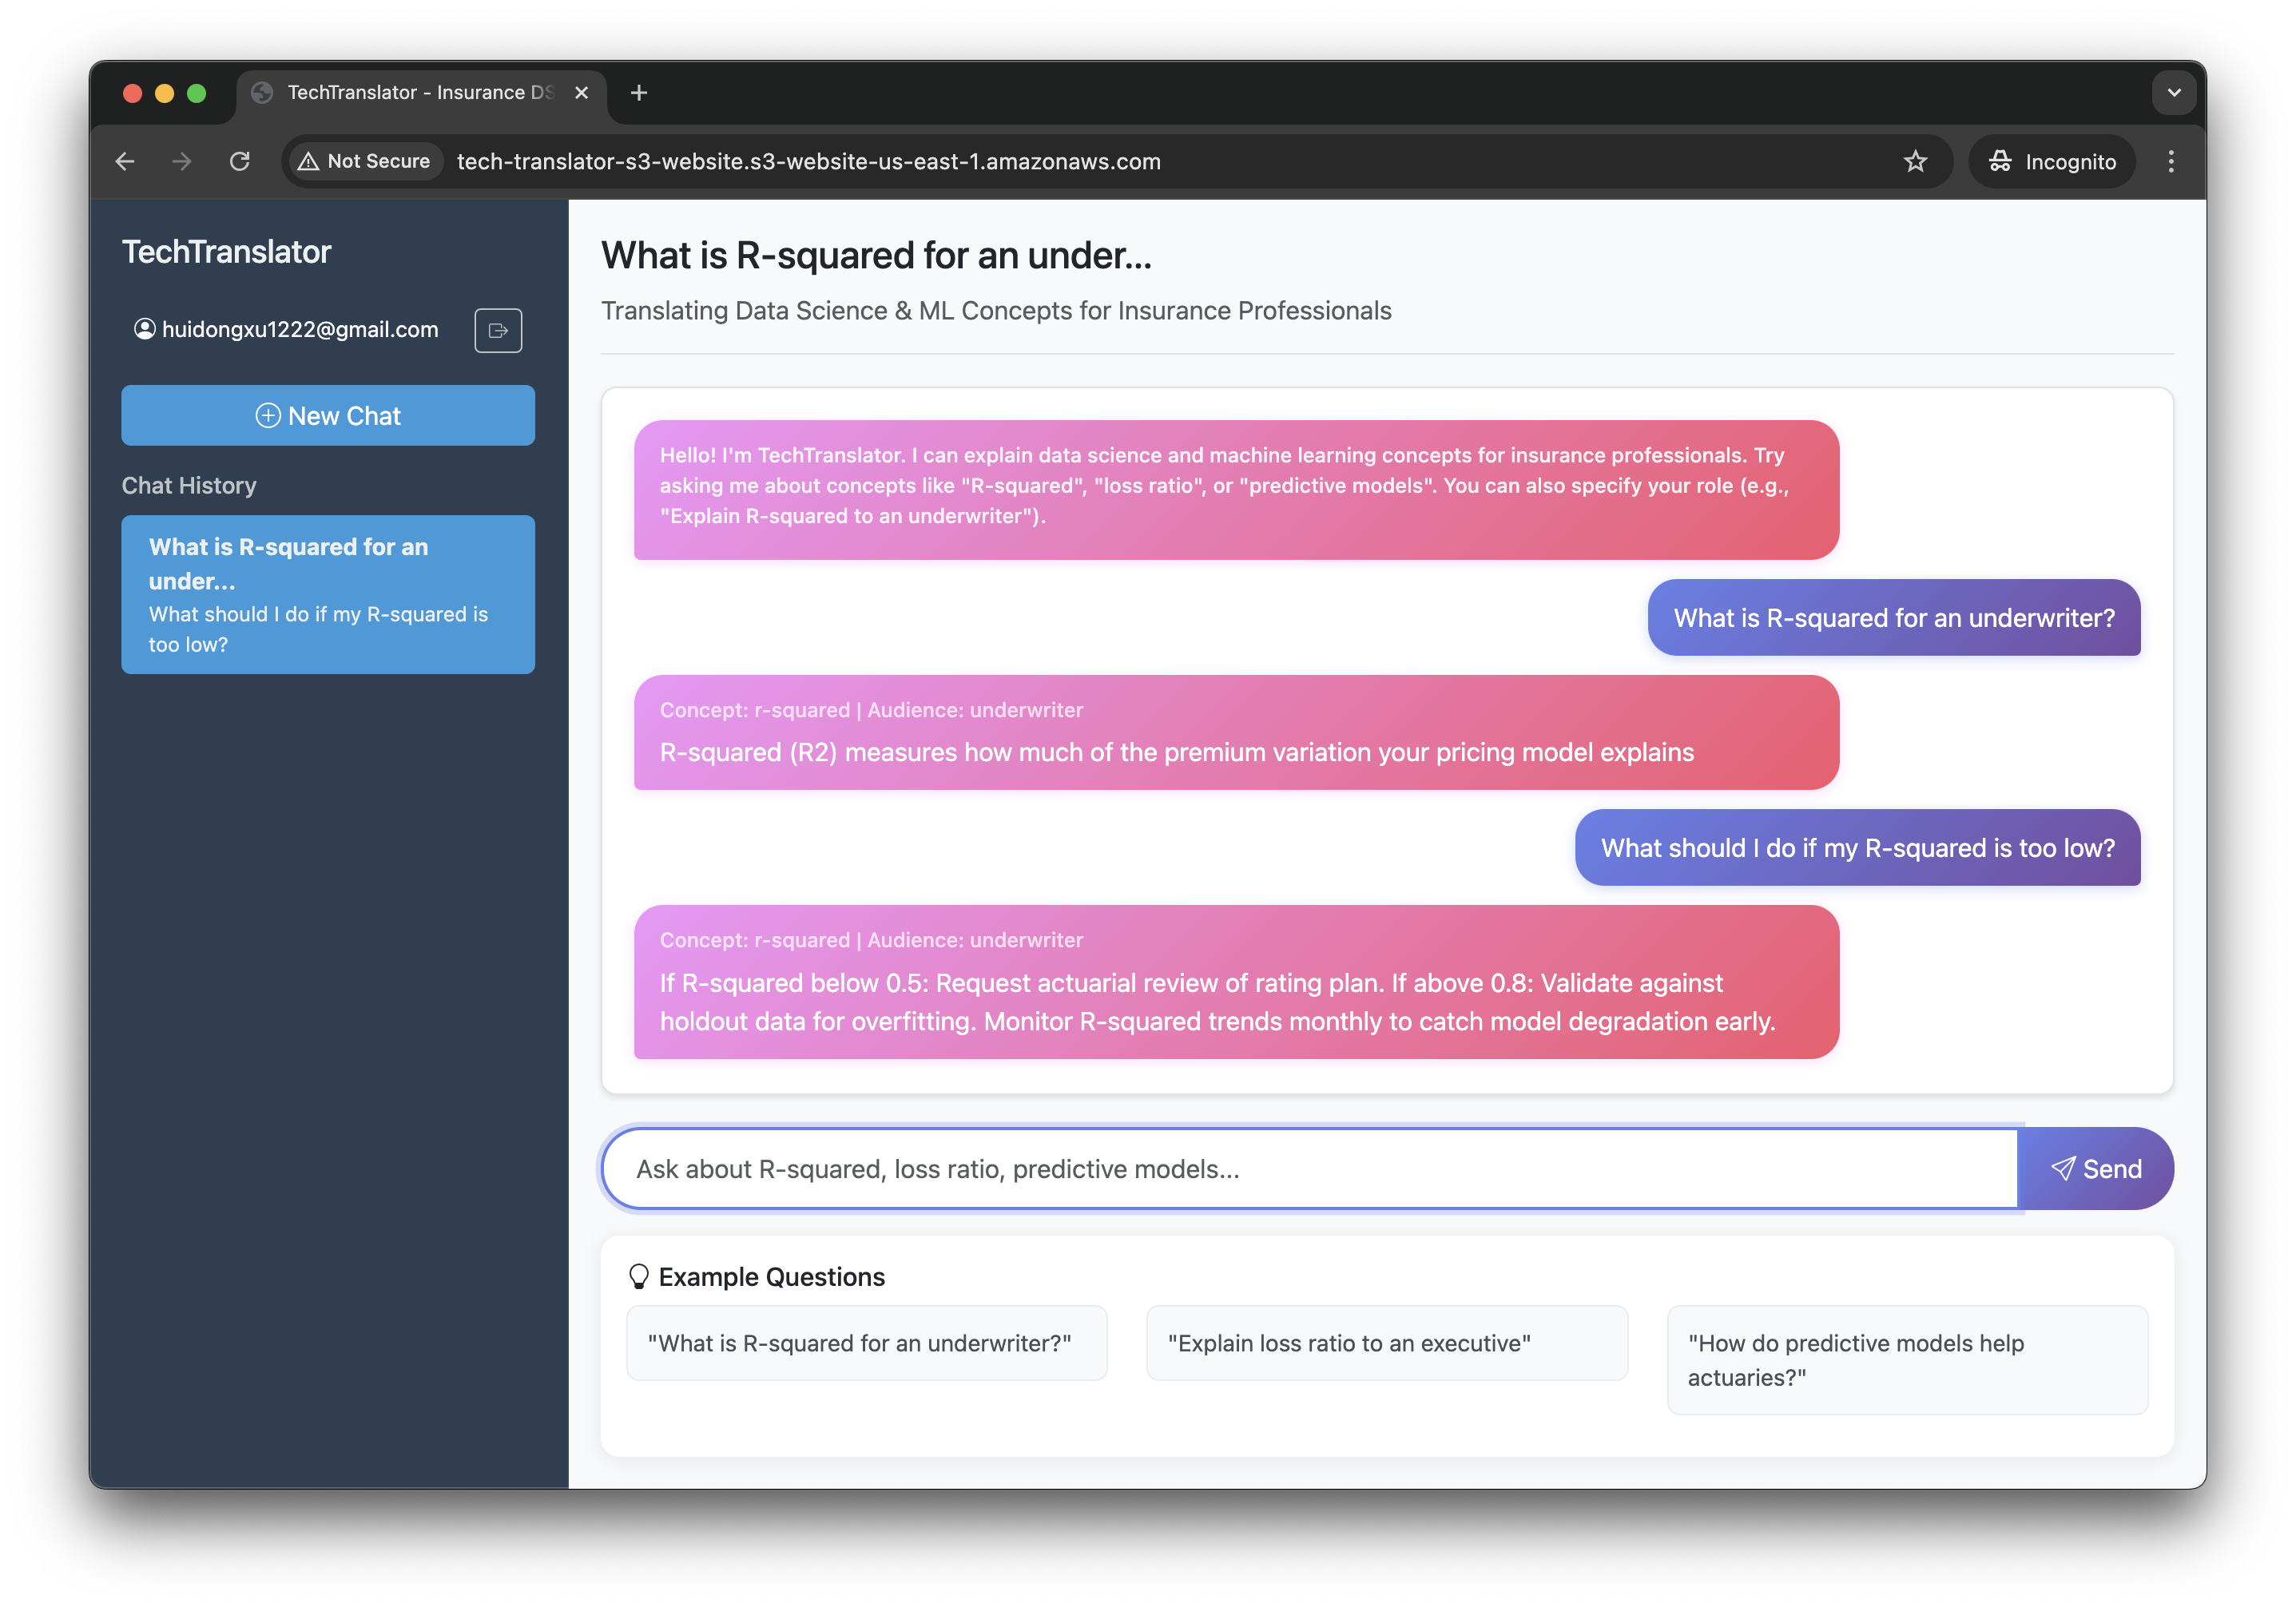 TechTranslator - Insurance DS
Not Secure
tech-translator-s3-website.s3-website-us-east-1.amazonaws.com
Incognito
TechTranslator
huidongxu1222@gmail.com
New Chat
Chat History
What is R-squared for an
under...
What should I do if my R-squared is
too low?
What is R-squared for an under...
Translating Data Science & ML Concepts for Insurance Professionals
Hello! I'm TechTranslator. I can explain data science and machine learning concepts for insurance professionals. Try
asking me about concepts like "R-squared", "loss ratio", or "predictive models". You can also specify your role (e.g.,
"Explain R-squared to an underwriter").
What is R-squared for an underwriter?
Concept: r-squared | Audience: underwriter
R-squared (R2) measures how much of the premium variation your pricing model explains
What should I do if my R-squared is too low?
Concept: r-squared | Audience: underwriter
If R-squared below 0.5: Request actuarial review of rating plan. If above 0.8: Validate against
holdout data for overfitting. Monitor R-squared trends monthly to catch model degradation early.
Ask about R-squared, loss ratio, predictive models...
Send
Example Questions
"What is R-squared for an underwriter?"
"Explain loss ratio to an executive"
"How do predictive models help
actuaries?"